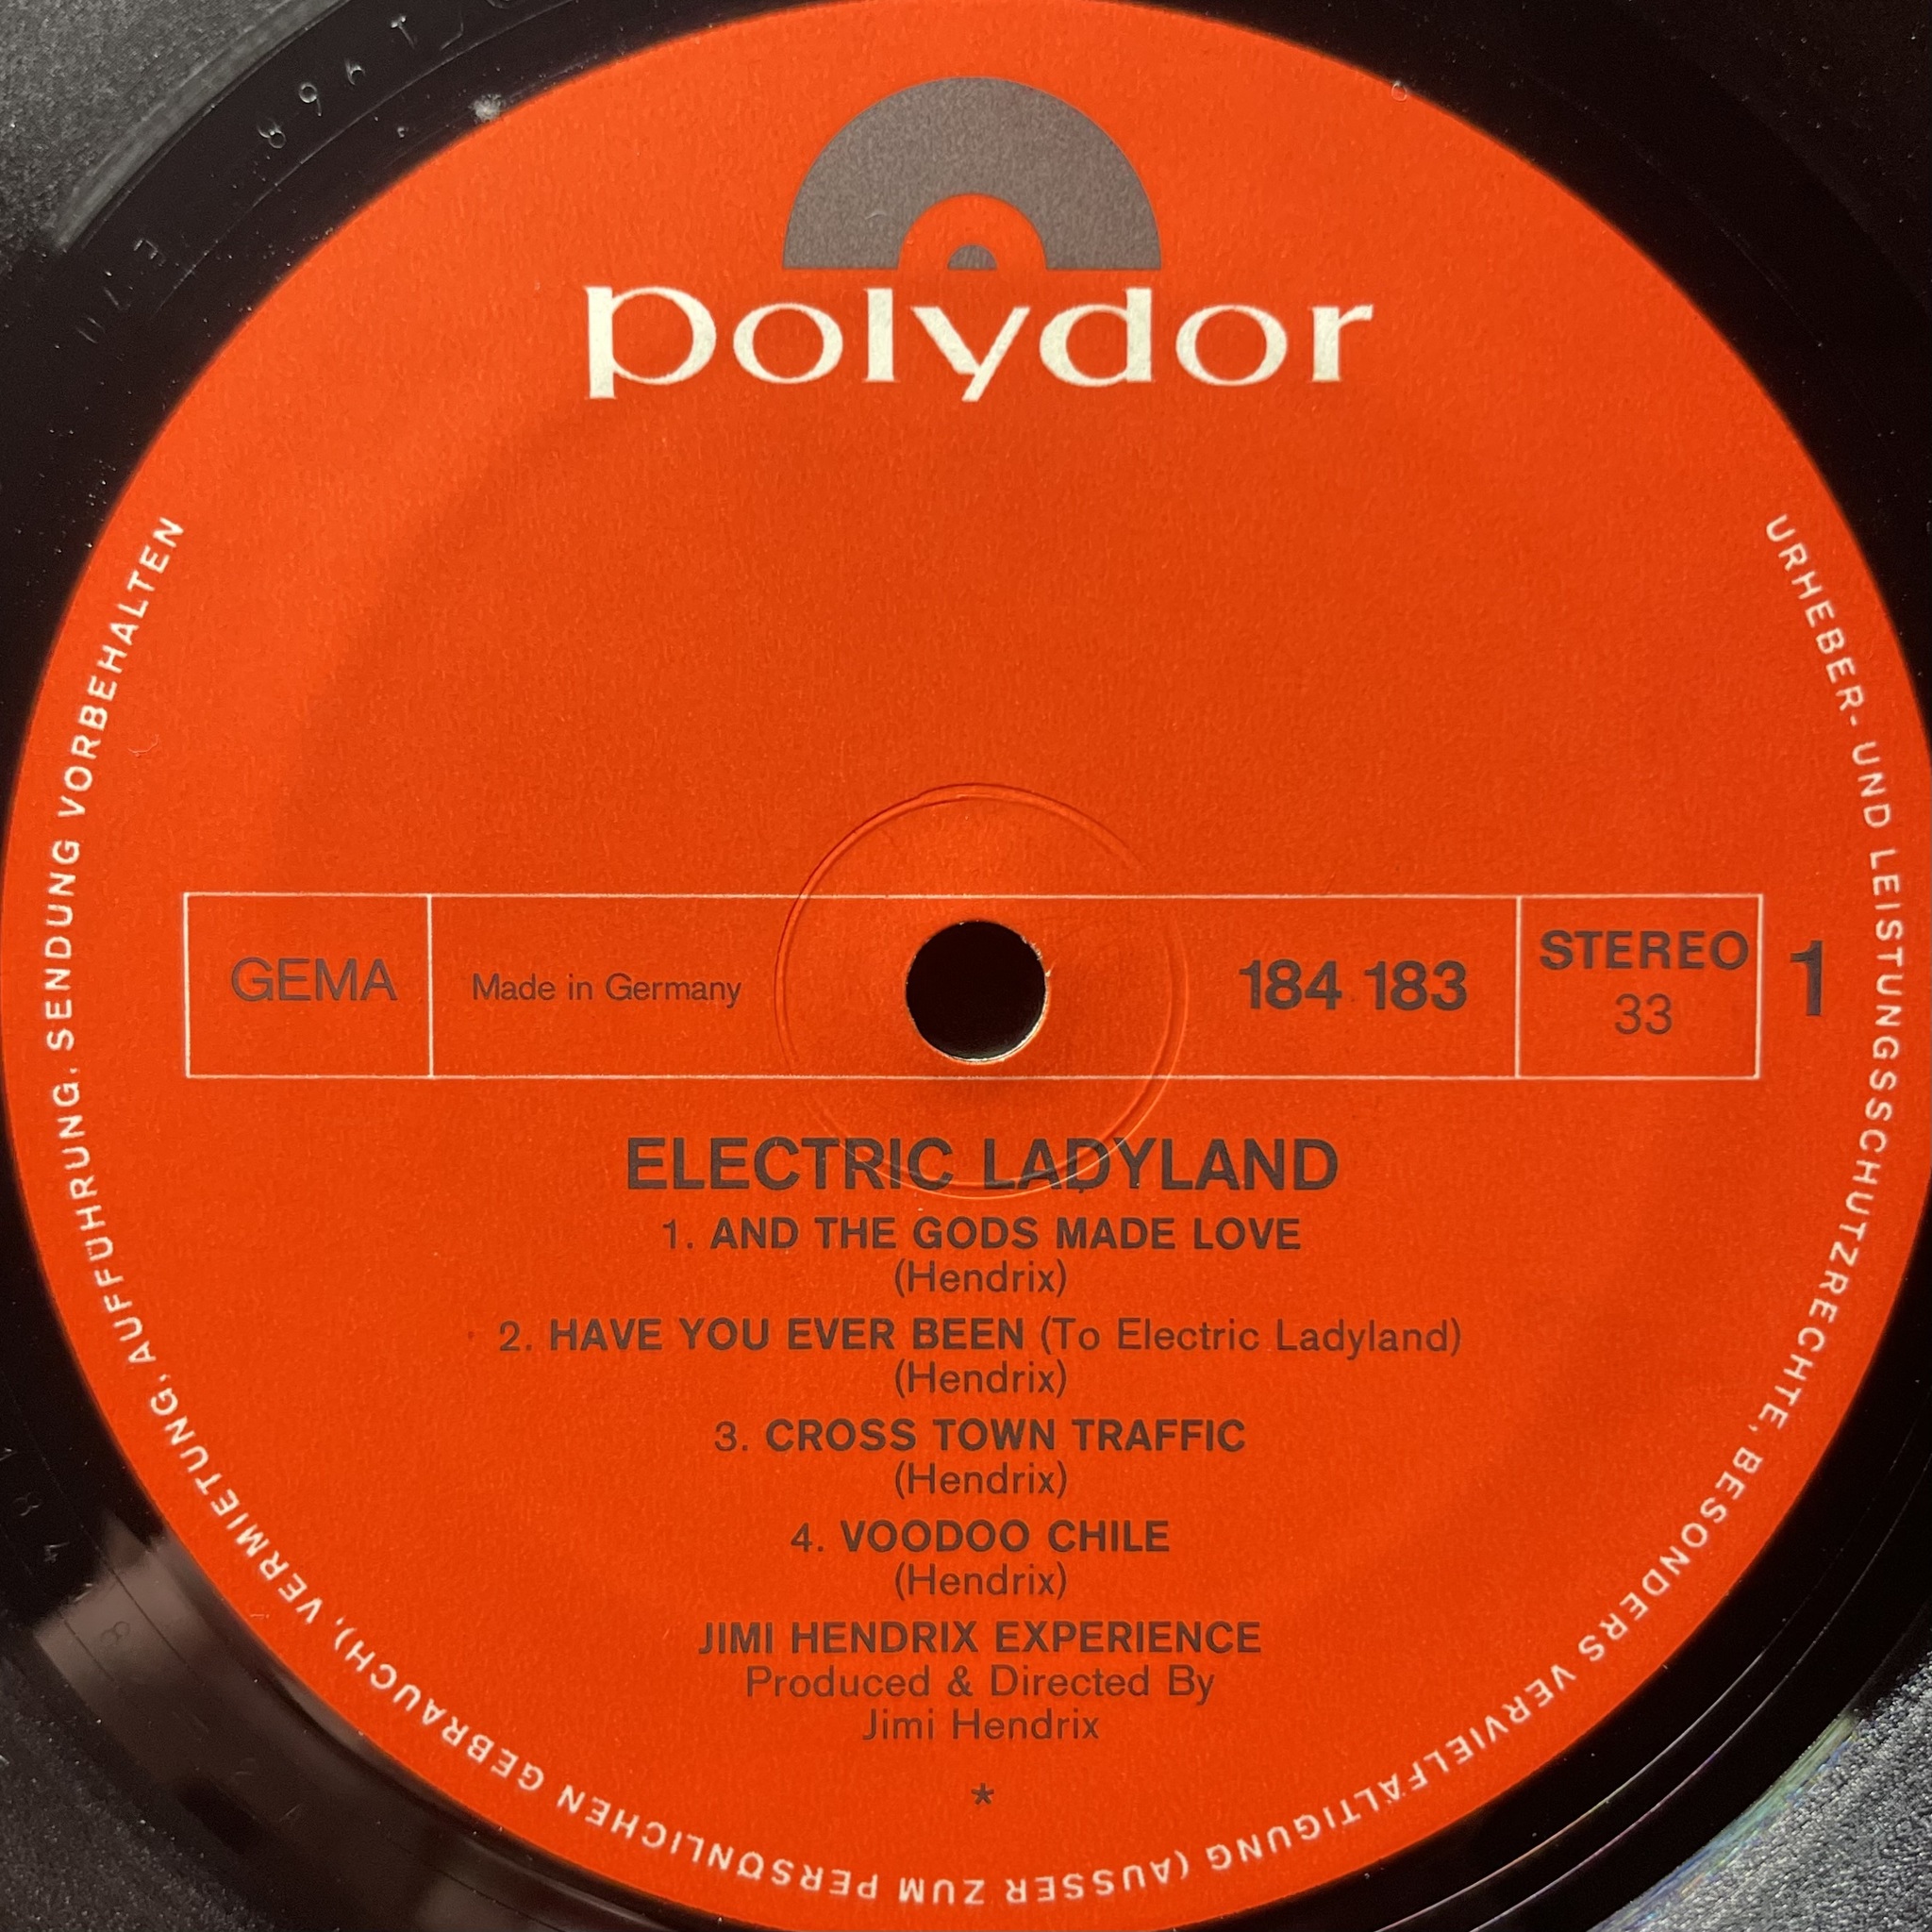 polydor
URHEBER- UND LEISTUNGSSCHUTZRECHTE, BESONDERS VERVIELFÄLTIGUNG (AUSSER ZUM PERSÖNLICHEN GEBRAUCH), VERMIETUNG, AUFFÜHRUNG, SENDUNG VORBEHALTEN
GEMA
Made in Germany
184 183
STEREO
33
1
ELECTRIC LADYLAND
1. AND THE GODS MADE LOVE
(Hendrix)
2. HAVE YOU EVER BEEN (To Electric Ladyland)
(Hendrix)
3. CROSS TOWN TRAFFIC
(Hendrix)
4. VOODOO CHILE
(Hendrix)
JIMI HENDRIX EXPERIENCE
Produced & Directed By
Jimi Hendrix
*